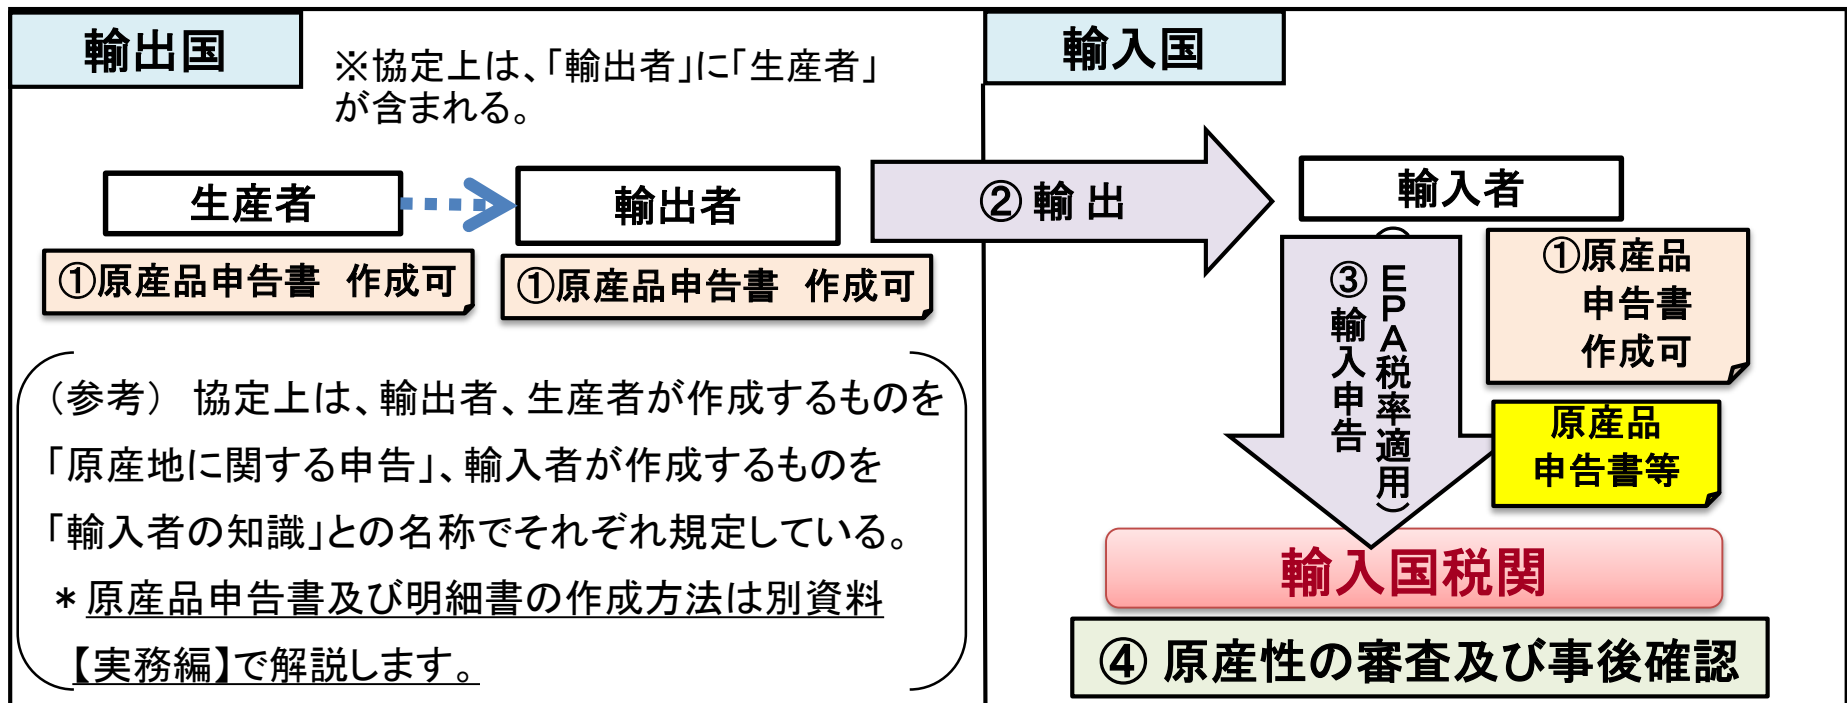 輸出国
※協定上は、「輸出者」に「生産者」
が含まれる。
生産者
輸出者
①原産品申告書　作成可
①原産品申告書　作成可
（参考） 協定上は、輸出者、生産者が作成するものを
「原産地に関する申告」、輸入者が作成するものを
「輸入者の知識」との名称でそれぞれ規定している。
* 原産品申告書及び明細書の作成方法は別資料
【実務編】で解説します。
② 輸 出
輸入国
輸入者
③輸入申告
（ＥＰＡ税率適用）
①原産品
申告書
作成可
原産品
申告書等
輸入国税関
④ 原産性の審査及び事後確認